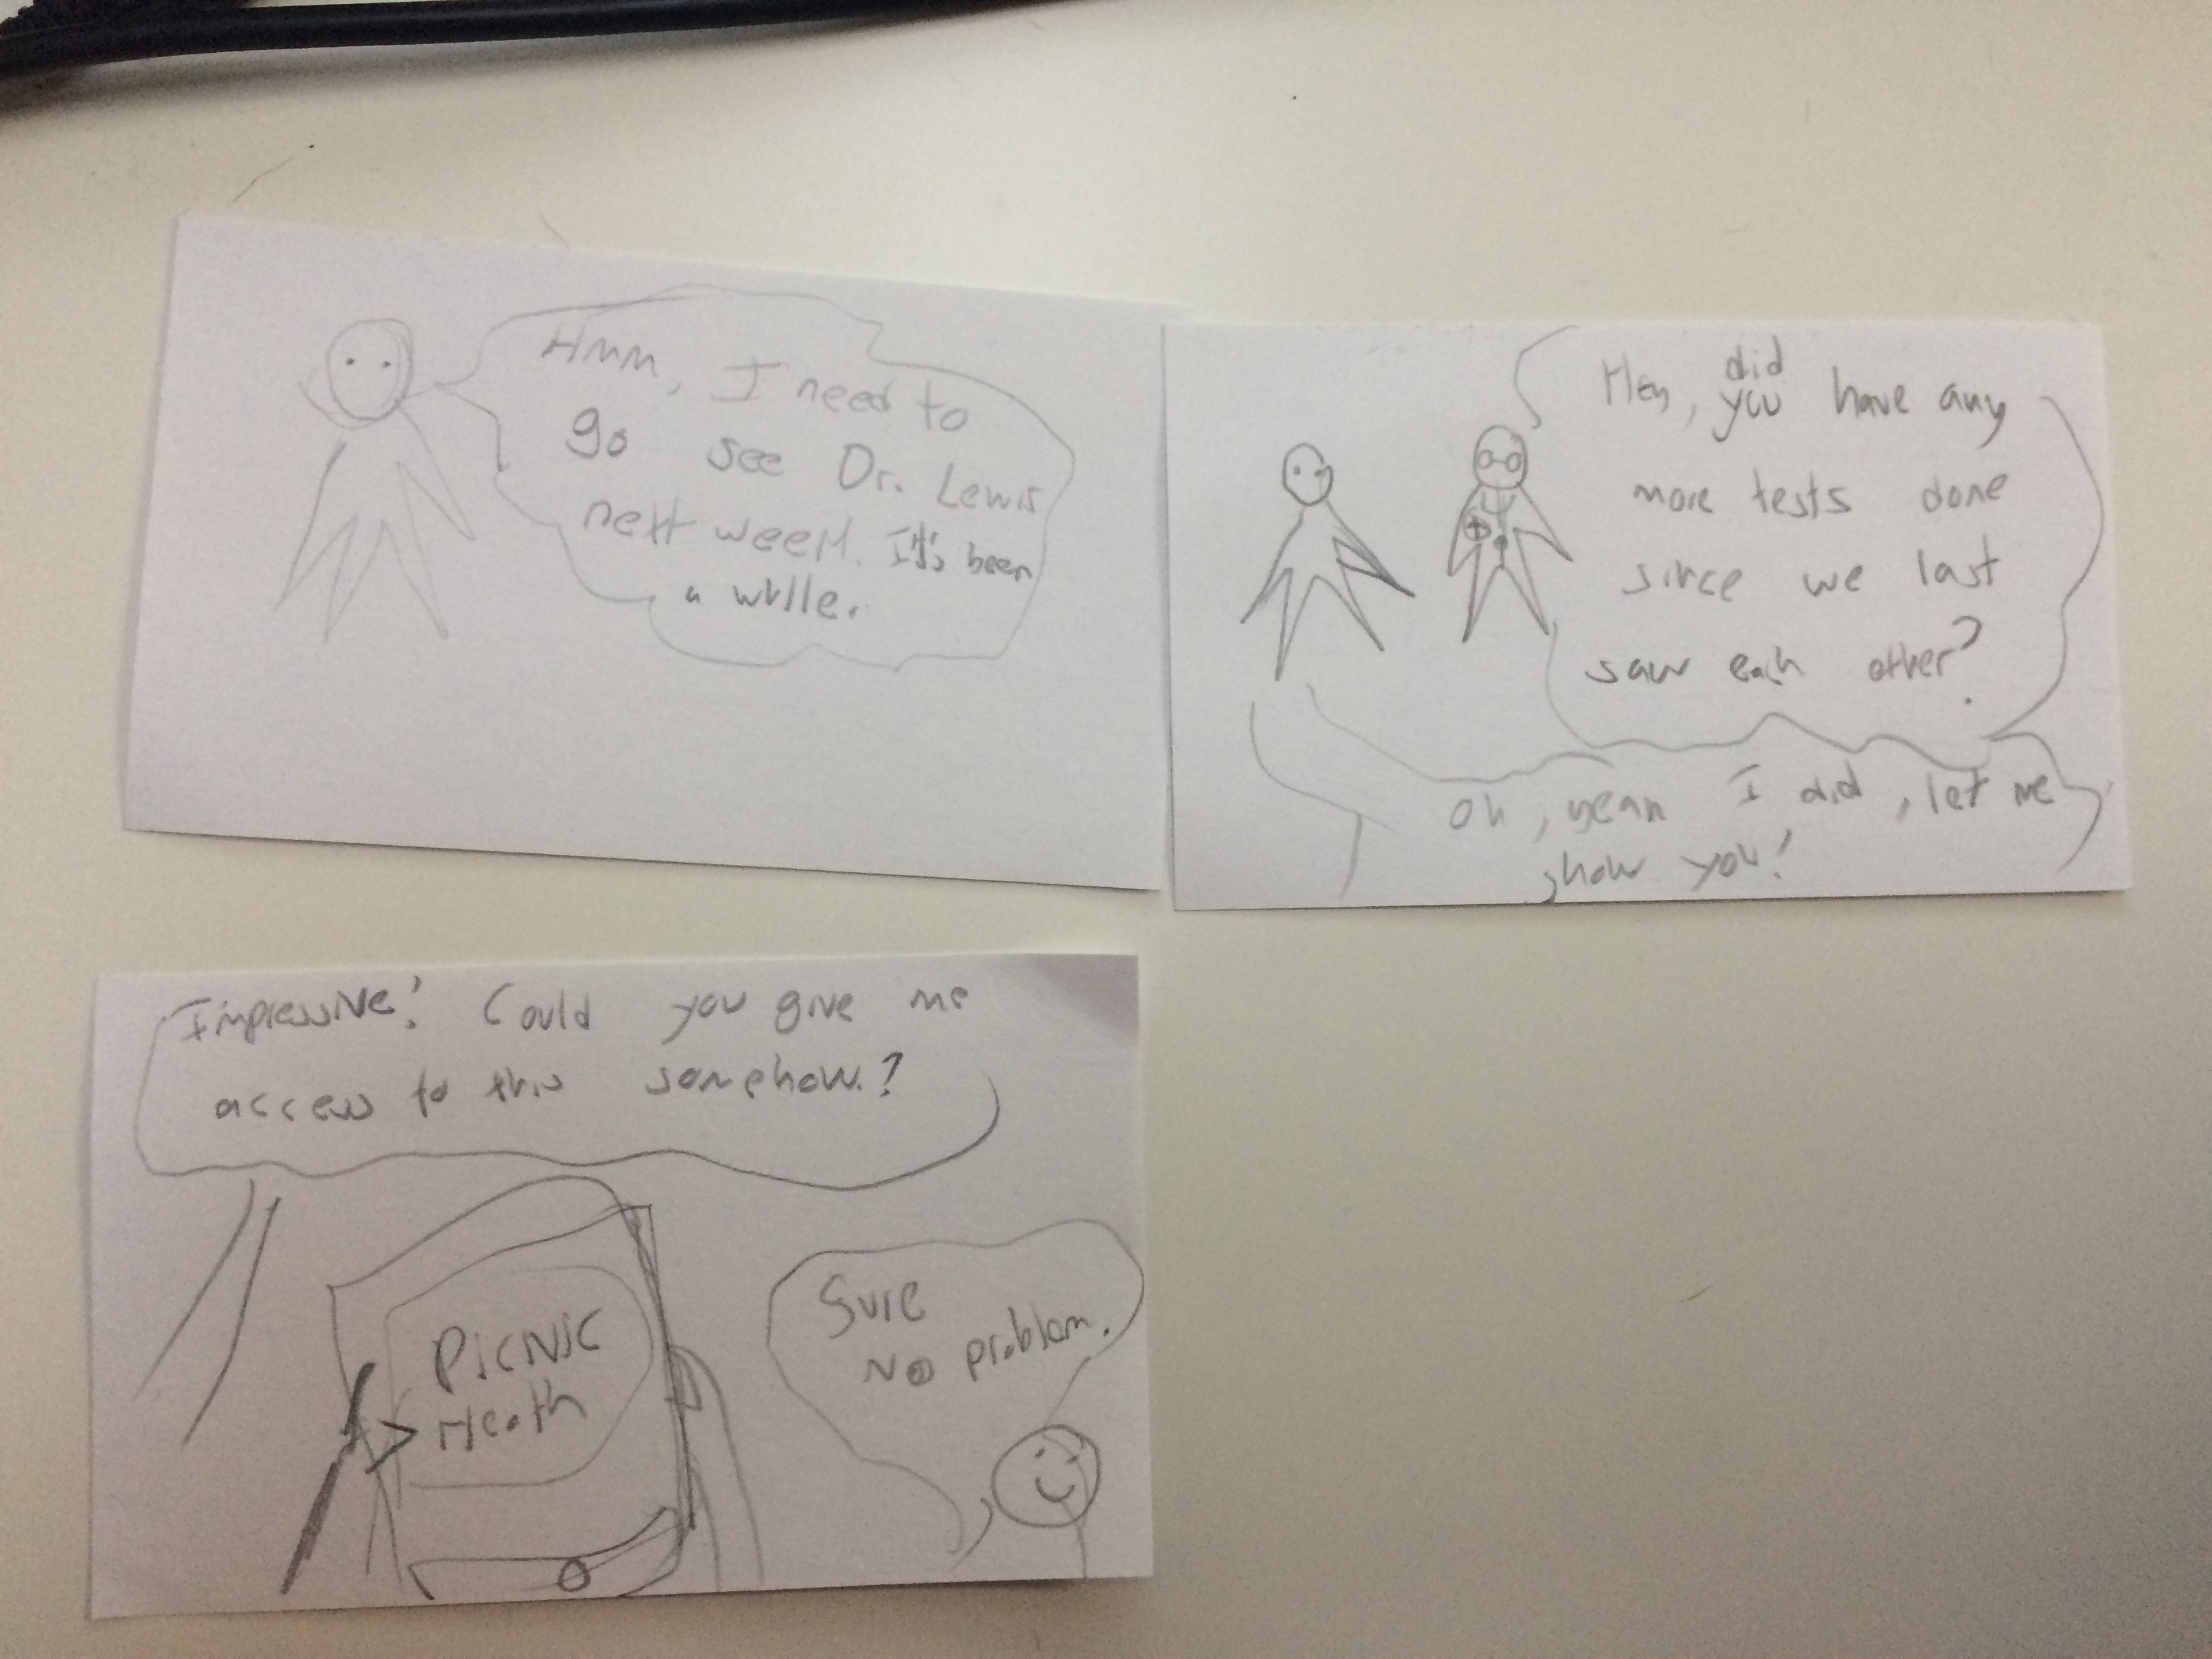 Hmm, I need to
go see Dr. Lewis
next week. It's been
a while.
Hey, did
you have any
more tests done
since we last
saw each other?
Oh, yeah I did, let me
show you!
Impressive! Could you give me
access to this somehow?
PICNIC
Heath
Sure
No problem.